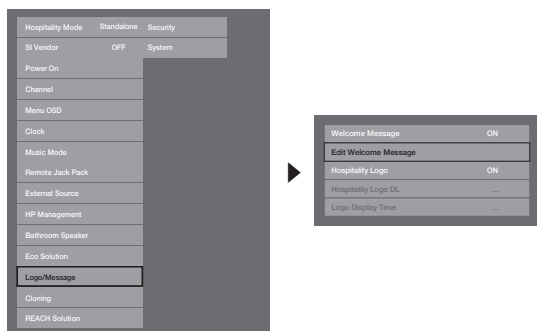 Hospitality Mode Standalone Security
SI Vendor OFF System
Power On
Channel
Menu OSD
Clock
Music Mode
Remote Jack Pack
External Source
HP Management
Bathroom Speaker
Eco Solution
Logo/Message
Cloning
REACH Solution
Welcome Message ON
Edit Welcome Message
Hospitality Logo ON
Hospitality Logo DL ...
Logo Display Time ...